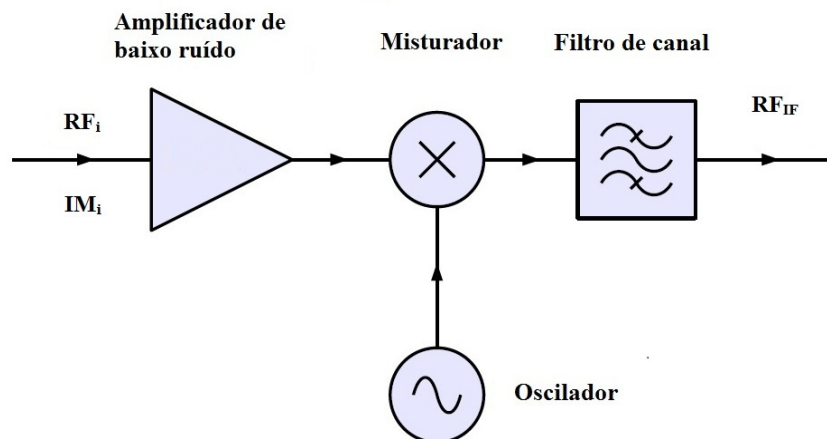 Amplificador de
baixo ruído
Misturador
Filtro de canal
RFi
IMi
RFIF
Oscilador